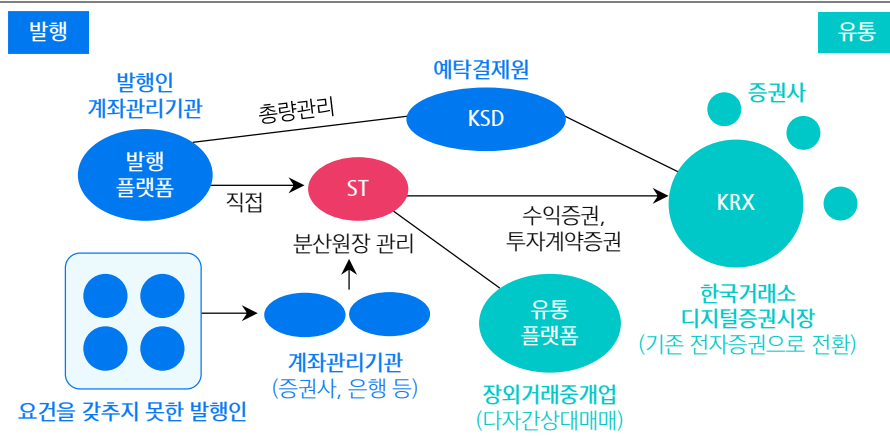 발행
유통
발행인
계좌관리기관
총량관리
예탁결제원
증권사
발행
플랫폼
KSD
직접
ST
KRX
수익증권,
투자계약증권
분산원장 관리
유통
플랫폼
한국거래소
디지털증권시장
(기존 전자증권으로 전환)
계좌관리기관
(증권사, 은행 등)
장외거래중개업
(다자간상대매매)
요건을 갖추지 못한 발행인